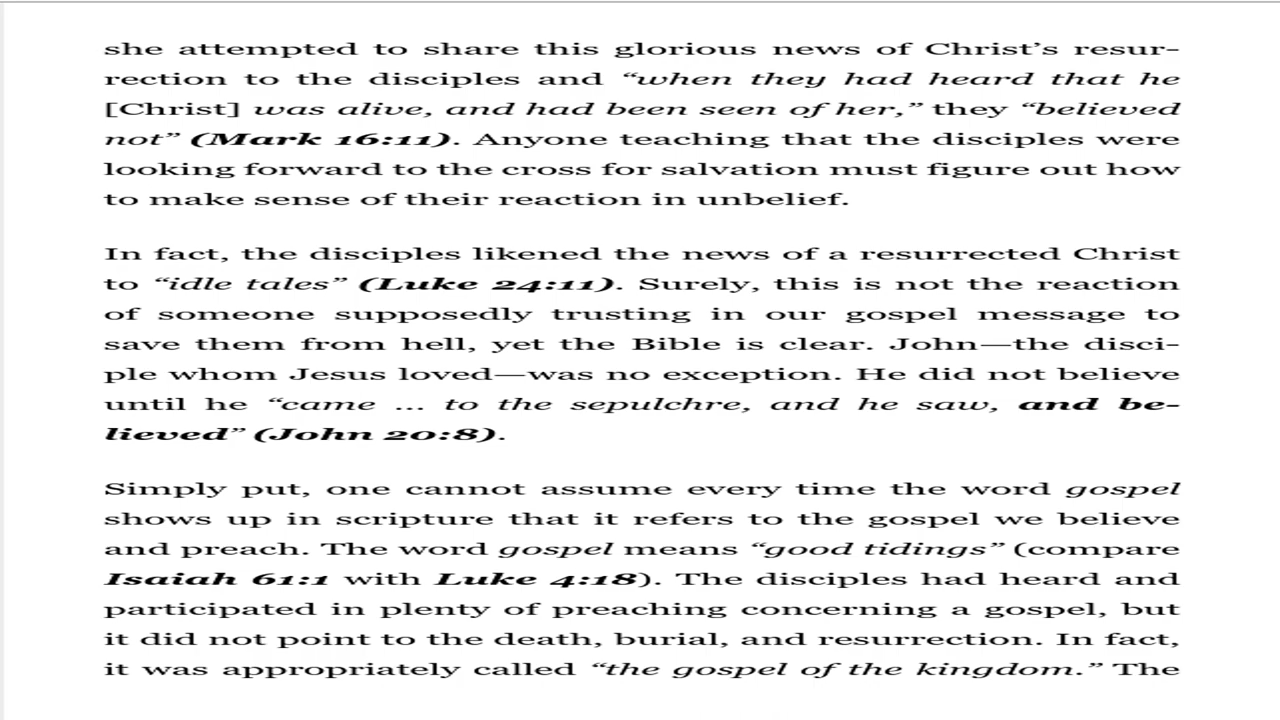 she attempted to share this glorious news of Christ’s resur-
rection to the disciples and “when they had heard that he
[Christ] was alive, and had been seen of her,” they “believed
not” (Mark 16:11). Anyone teaching that the disciples were
looking forward to the cross for salvation must figure out how
to make sense of their reaction in unbelief.
In fact, the disciples likened the news of a resurrected Christ
to “idle tales” (Luke 24:11). Surely, this is not the reaction
of someone supposedly trusting in our gospel message to
save them from hell, yet the Bible is clear. John—the disci-
ple whom Jesus loved—was no exception. He did not believe
until he “came ... to the sepulchre, and he saw, and be-
lieved” (John 20:8).
Simply put, one cannot assume every time the word gospel
shows up in scripture that it refers to the gospel we believe
and preach. The word gospel means “good tidings” (compare
Isaiah 61:1 with Luke 4:18). The disciples had heard and
participated in plenty of preaching concerning a gospel, but
it did not point to the death, burial, and resurrection. In fact,
it was appropriately called “the gospel of the kingdom.” The